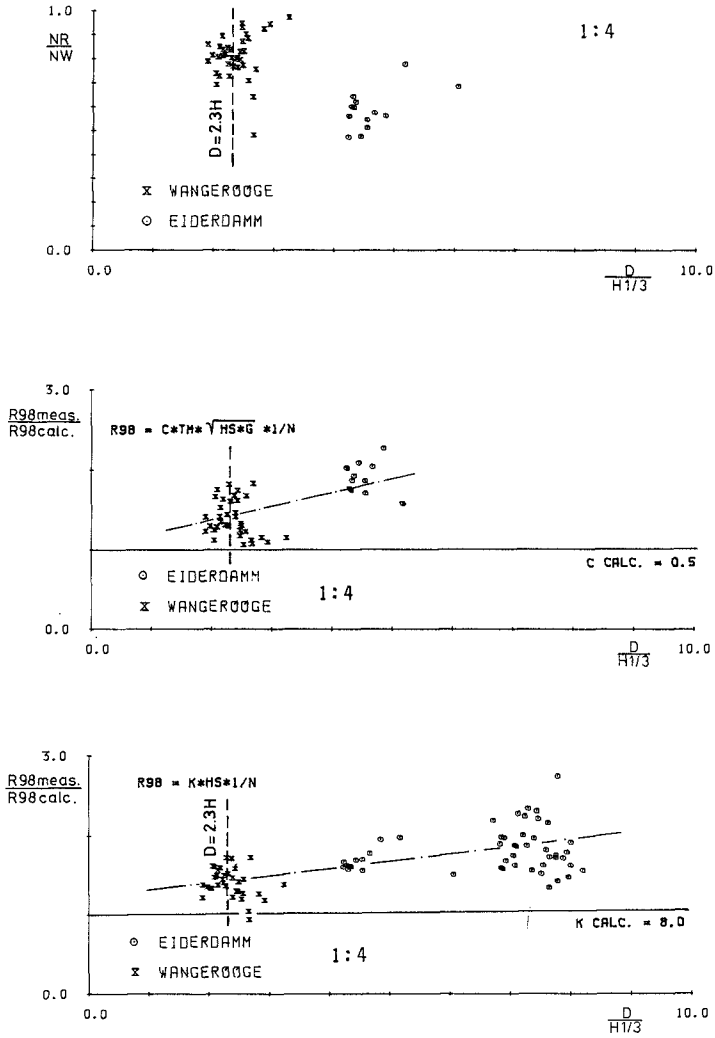 1.0
NR
NW
1:4
D=2.3H
WANGEROOGE
EIDERDAMM
0.0
0.0
D
H1/3
10.0
3.0
R98meas.
R98calc.
R98 = C*TM*√HS*G *1/N
C CALC. = 0.5
EIDERDAMM
WANGEROOGE
1:4
0.0
0.0
D
H1/3
10.0
3.0
R98meas.
R98calc.
R98 = K*HS*1/N
D=2.3H
K CALC. = 8.0
EIDERDAMM
WANGEROOGE
1:4
0.0
0.0
D
H1/3
10.0